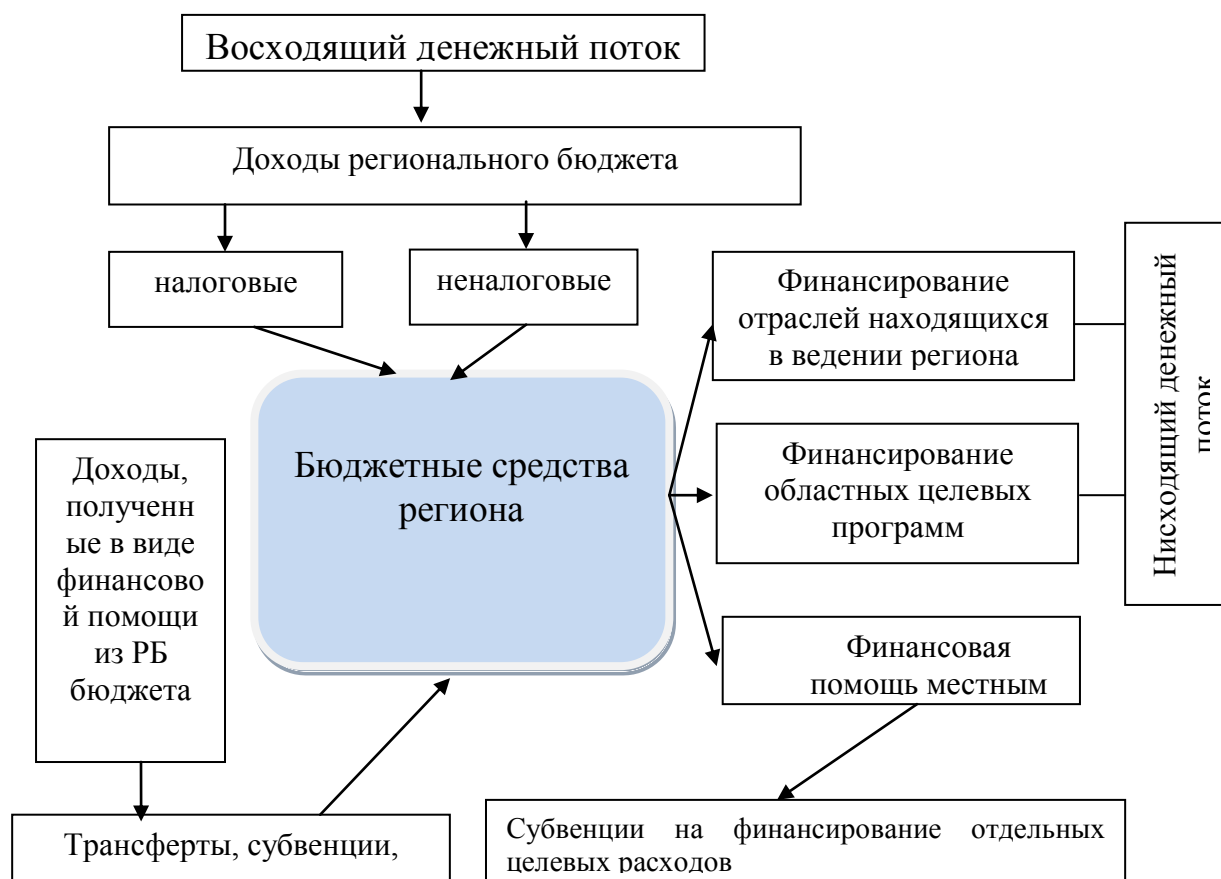 Восходящий денежный поток
Доходы регионального бюджета
налоговые
неналоговые
Финансирование
отраслей находящихся
в ведении региона
Нисходящий денежный
поток
Бюджетные средства
региона
Доходы,
полученн
ые в виде
финансово
й помощи
из РБ
бюджета
Финансирование
областных целевых
программ
Финансовая
помощь местным
Трансферты, субвенции,
Субвенции на финансирование отдельных
целевых расходов